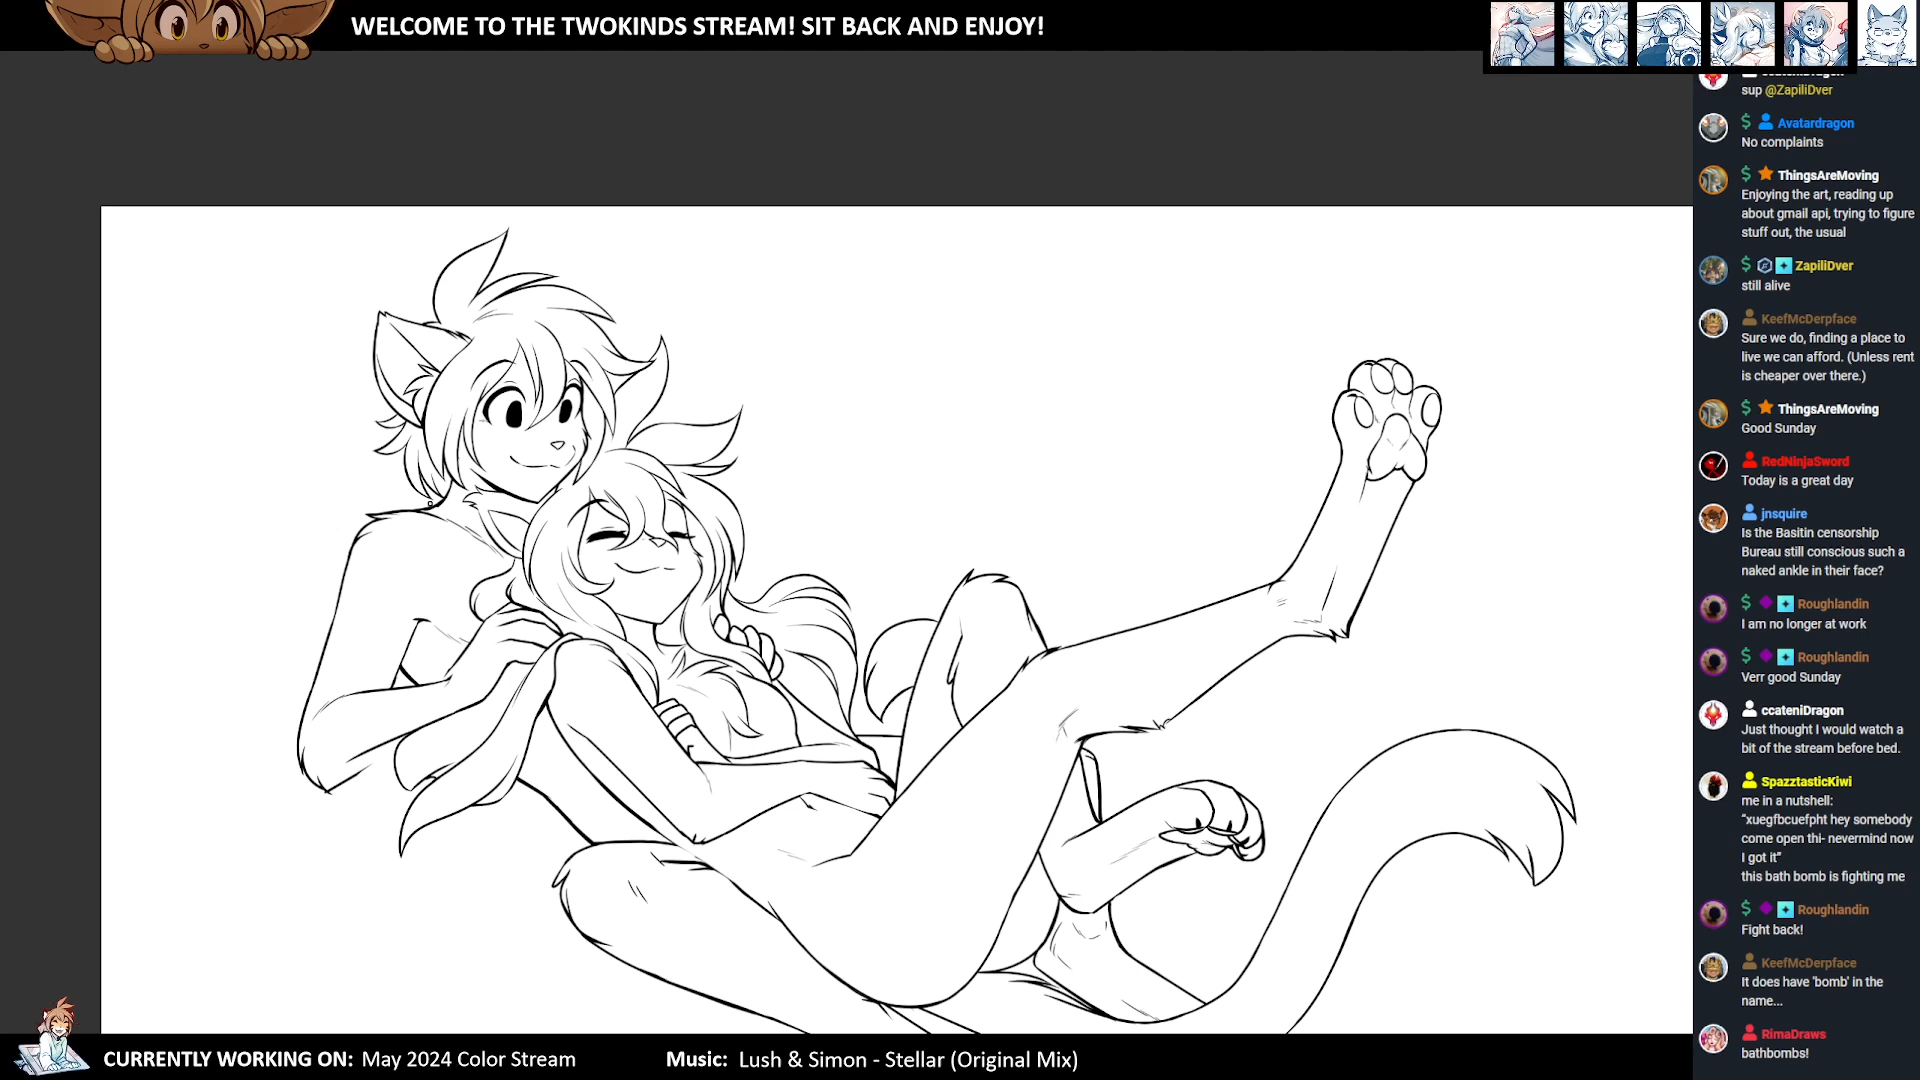 WELCOME TO THE TWOKINDS STREAM! SIT BACK AND ENJOY!
sup @ZapiliDver
$ Avatardragon
No complaints
$ ThingsAreMoving
Enjoying the art, reading up
about gmail api, trying to figure
stuff out, the usual
$ ZapiliDver
still alive
KeefMcDerpface
Sure we do, finding a place to
live we can afford. (Unless rent
is cheaper over there.)
$ ThingsAreMoving
Good Sunday
RedNinjaSword
Today is a great day
jnsquire
Is the Basitin censorship
Bureau still conscious such a
naked ankle in their face?
$ Roughlandin
I am no longer at work
$ Roughlandin
Verr good Sunday
ccateniDragon
Just thought I would watch a
bit of the stream before bed.
SpazztasticKiwi
me in a nutshell:
“xuegfbcuefpht hey somebody
come open thi- nevermind now
I got it”
this bath bomb is fighting me
$ Roughlandin
Fight back!
KeefMcDerpface
It does have 'bomb' in the
name...
RimaDraws
bathbombs!
CURRENTLY WORKING ON: May 2024 Color Stream
Music: Lush & Simon - Stellar (Original Mix)